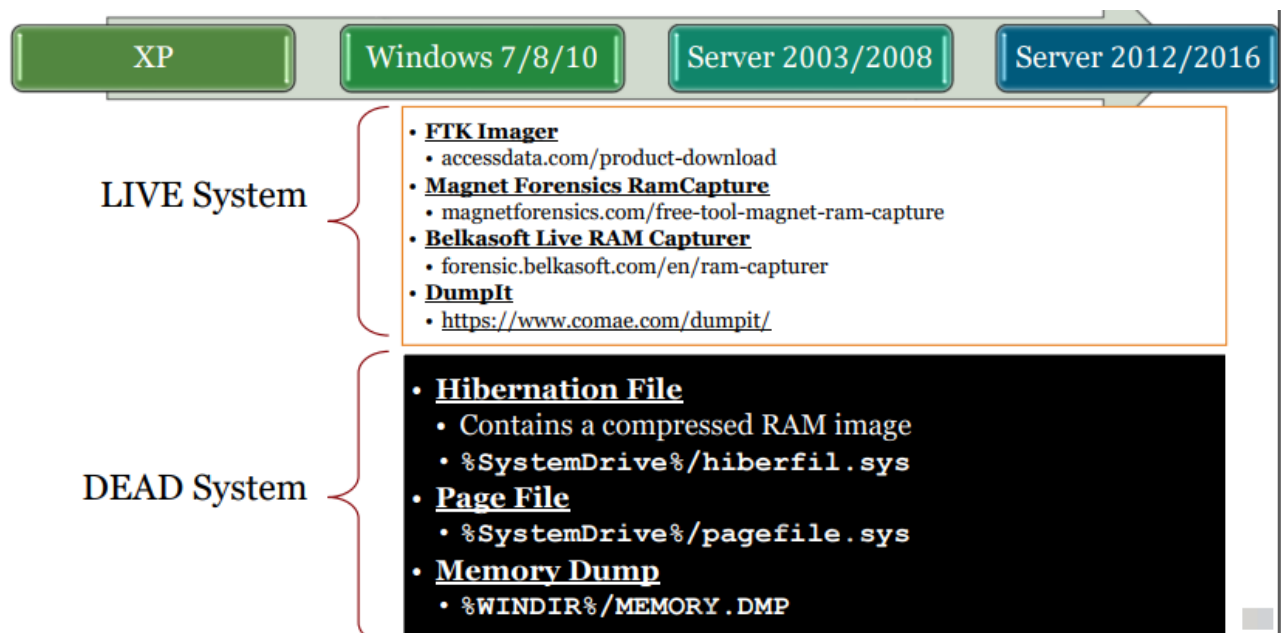 XP
Windows 7/8/10
Server 2003/2008
Server 2012/2016
LIVE System
• FTK Imager
• accessdata.com/product-download
• Magnet Forensics RamCapture
• magnetforensics.com/free-tool-magnet-ram-capture
• Belkasoft Live RAM Capturer
• forensic.belkasoft.com/en/ram-capturer
• DumpIt
• https://www.comae.com/dumpit/
DEAD System
• Hibernation File
• Contains a compressed RAM image
• %SystemDrive%/hiberfil.sys
• Page File
• %SystemDrive%/pagefile.sys
• Memory Dump
• %WINDIR%/MEMORY.DMP